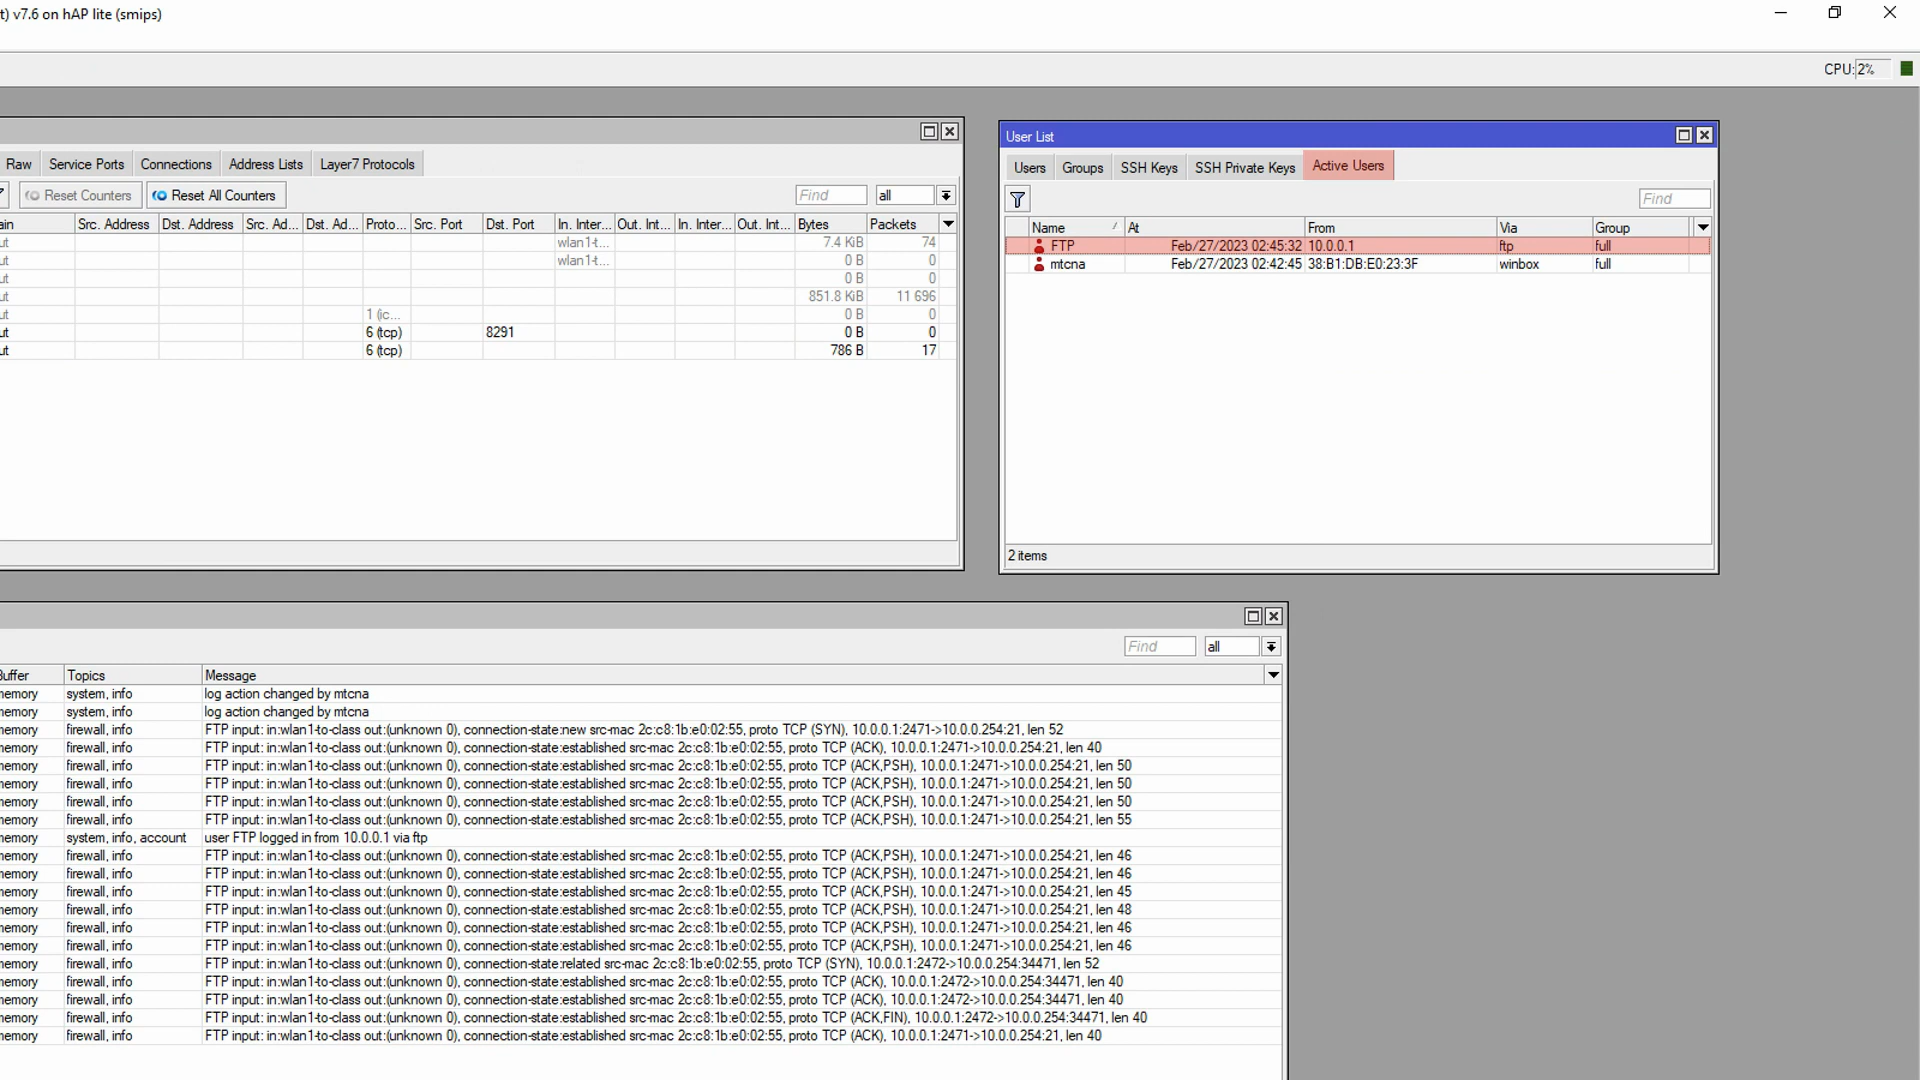 t) v7.6 on hAP lite (smips)
CPU: 2%
Raw Service Ports Connections Address Lists Layer7 Protocols
Reset Counters Reset All Counters Find all
ain Src. Address Dst. Address Src. Ad... Dst. Ad... Proto... Src. Port Dst. Port In. Inter... Out. Int... In. Inter... Out. Int... Bytes Packets
ut wlan1-t... 7.4 KiB 74
ut wlan1-t... 0 B 0
ut 0 B 0
ut 851.8 KiB 11 696
ut 1 (ic... 0 B 0
ut 6 (tcp) 8291 0 B 0
ut 6 (tcp) 786 B 17
User List
Users Groups SSH Keys SSH Private Keys Active Users
Find
Name At From Via Group
FTP Feb/27/2023 02:45:32 10.0.0.1 ftp full
mtcna Feb/27/2023 02:42:45 38:B1:DB:E0:23:3F winbox full
2 items
Find all
Buffer Topics Message
memory system, info log action changed by mtcna
memory system, info log action changed by mtcna
memory firewall, info FTP input: in:wlan1-to-class out:(unknown 0), connection-state:new src-mac 2c:c8:1b:e0:02:55, proto TCP (SYN), 10.0.0.1:2471->10.0.0.254:21, len 52
memory firewall, info FTP input: in:wlan1-to-class out:(unknown 0), connection-state:established src-mac 2c:c8:1b:e0:02:55, proto TCP (ACK), 10.0.0.1:2471->10.0.0.254:21, len 40
memory firewall, info FTP input: in:wlan1-to-class out:(unknown 0), connection-state:established src-mac 2c:c8:1b:e0:02:55, proto TCP (ACK,PSH), 10.0.0.1:2471->10.0.0.254:21, len 50
memory firewall, info FTP input: in:wlan1-to-class out:(unknown 0), connection-state:established src-mac 2c:c8:1b:e0:02:55, proto TCP (ACK,PSH), 10.0.0.1:2471->10.0.0.254:21, len 50
memory firewall, info FTP input: in:wlan1-to-class out:(unknown 0), connection-state:established src-mac 2c:c8:1b:e0:02:55, proto TCP (ACK,PSH), 10.0.0.1:2471->10.0.0.254:21, len 50
memory firewall, info FTP input: in:wlan1-to-class out:(unknown 0), connection-state:established src-mac 2c:c8:1b:e0:02:55, proto TCP (ACK,PSH), 10.0.0.1:2471->10.0.0.254:21, len 55
memory system, info, account user FTP logged in from 10.0.0.1 via ftp
memory firewall, info FTP input: in:wlan1-to-class out:(unknown 0), connection-state:established src-mac 2c:c8:1b:e0:02:55, proto TCP (ACK,PSH), 10.0.0.1:2471->10.0.0.254:21, len 46
memory firewall, info FTP input: in:wlan1-to-class out:(unknown 0), connection-state:established src-mac 2c:c8:1b:e0:02:55, proto TCP (ACK,PSH), 10.0.0.1:2471->10.0.0.254:21, len 46
memory firewall, info FTP input: in:wlan1-to-class out:(unknown 0), connection-state:established src-mac 2c:c8:1b:e0:02:55, proto TCP (ACK,PSH), 10.0.0.1:2471->10.0.0.254:21, len 45
memory firewall, info FTP input: in:wlan1-to-class out:(unknown 0), connection-state:established src-mac 2c:c8:1b:e0:02:55, proto TCP (ACK,PSH), 10.0.0.1:2471->10.0.0.254:21, len 48
memory firewall, info FTP input: in:wlan1-to-class out:(unknown 0), connection-state:established src-mac 2c:c8:1b:e0:02:55, proto TCP (ACK,PSH), 10.0.0.1:2471->10.0.0.254:21, len 46
memory firewall, info FTP input: in:wlan1-to-class out:(unknown 0), connection-state:established src-mac 2c:c8:1b:e0:02:55, proto TCP (ACK,PSH), 10.0.0.1:2471->10.0.0.254:21, len 46
memory firewall, info FTP input: in:wlan1-to-class out:(unknown 0), connection-state:related src-mac 2c:c8:1b:e0:02:55, proto TCP (SYN), 10.0.0.1:2472->10.0.0.254:34471, len 52
memory firewall, info FTP input: in:wlan1-to-class out:(unknown 0), connection-state:established src-mac 2c:c8:1b:e0:02:55, proto TCP (ACK), 10.0.0.1:2472->10.0.0.254:34471, len 40
memory firewall, info FTP input: in:wlan1-to-class out:(unknown 0), connection-state:established src-mac 2c:c8:1b:e0:02:55, proto TCP (ACK), 10.0.0.1:2472->10.0.0.254:34471, len 40
memory firewall, info FTP input: in:wlan1-to-class out:(unknown 0), connection-state:established src-mac 2c:c8:1b:e0:02:55, proto TCP (ACK,FIN), 10.0.0.1:2472->10.0.0.254:34471, len 40
memory firewall, info FTP input: in:wlan1-to-class out:(unknown 0), connection-state:established src-mac 2c:c8:1b:e0:02:55, proto TCP (ACK), 10.0.0.1:2471->10.0.0.254:21, len 40